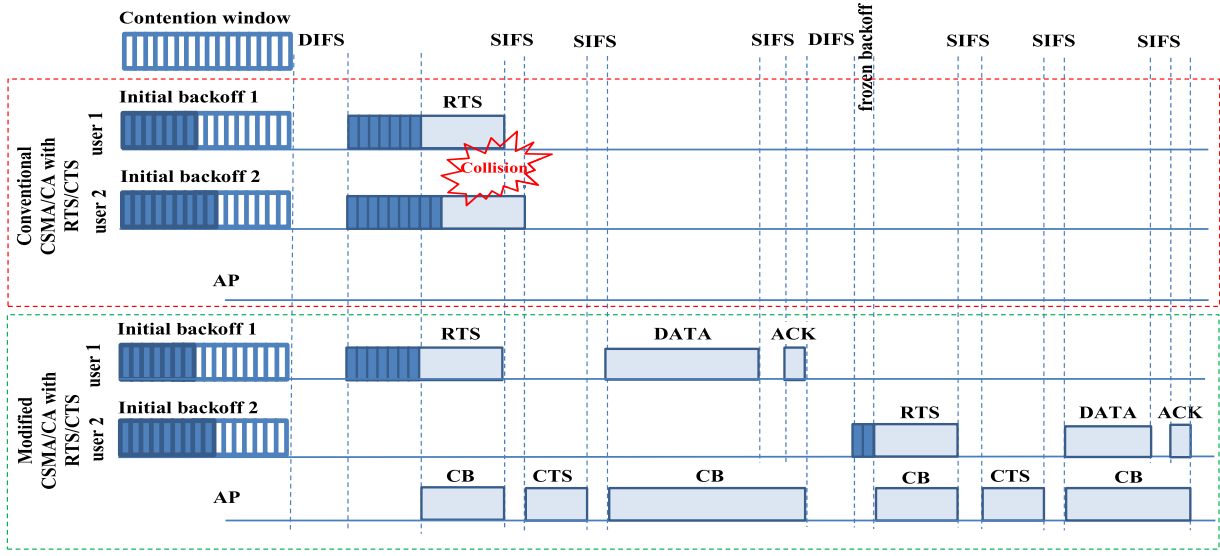 Contention window
DIFS
SIFS
SIFS
SIFS
DIFS
frozen backoff
SIFS
SIFS
SIFS
Conventional
CSMA/CA with
RTS/CTS
Initial backoff 1
user 1
RTS
Collision
Initial backoff 2
user 2
AP
Modified
CSMA/CA with
RTS/CTS
Initial backoff 1
user 1
RTS
DATA
ACK
Initial backoff 2
user 2
RTS
DATA
ACK
AP
CB
CTS
CB
CB
CTS
CB